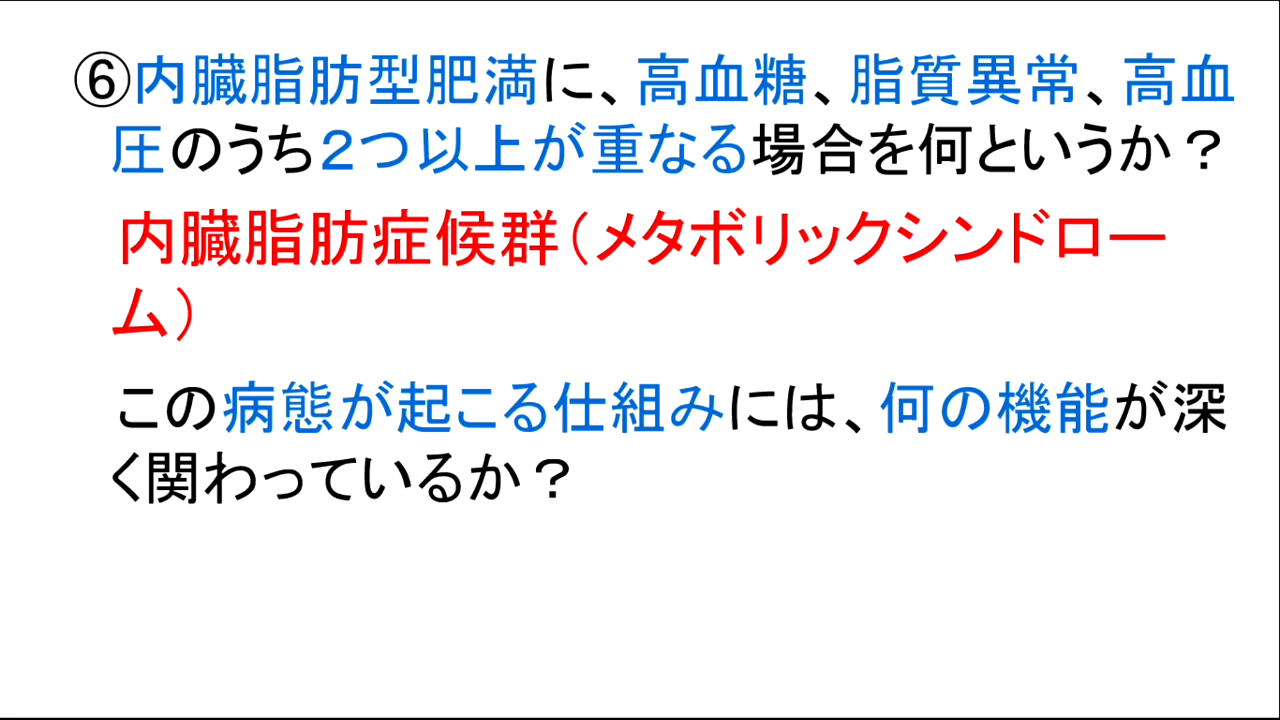 ⑥内臓脂肪型肥満に、高血糖、脂質異常、高血
圧のうち２つ以上が重なる場合を何というか？
内臓脂肪症候群（メタボリックシンドロー
ム）
この病態が起こる仕組みには、何の機能が深
く関わっているか？